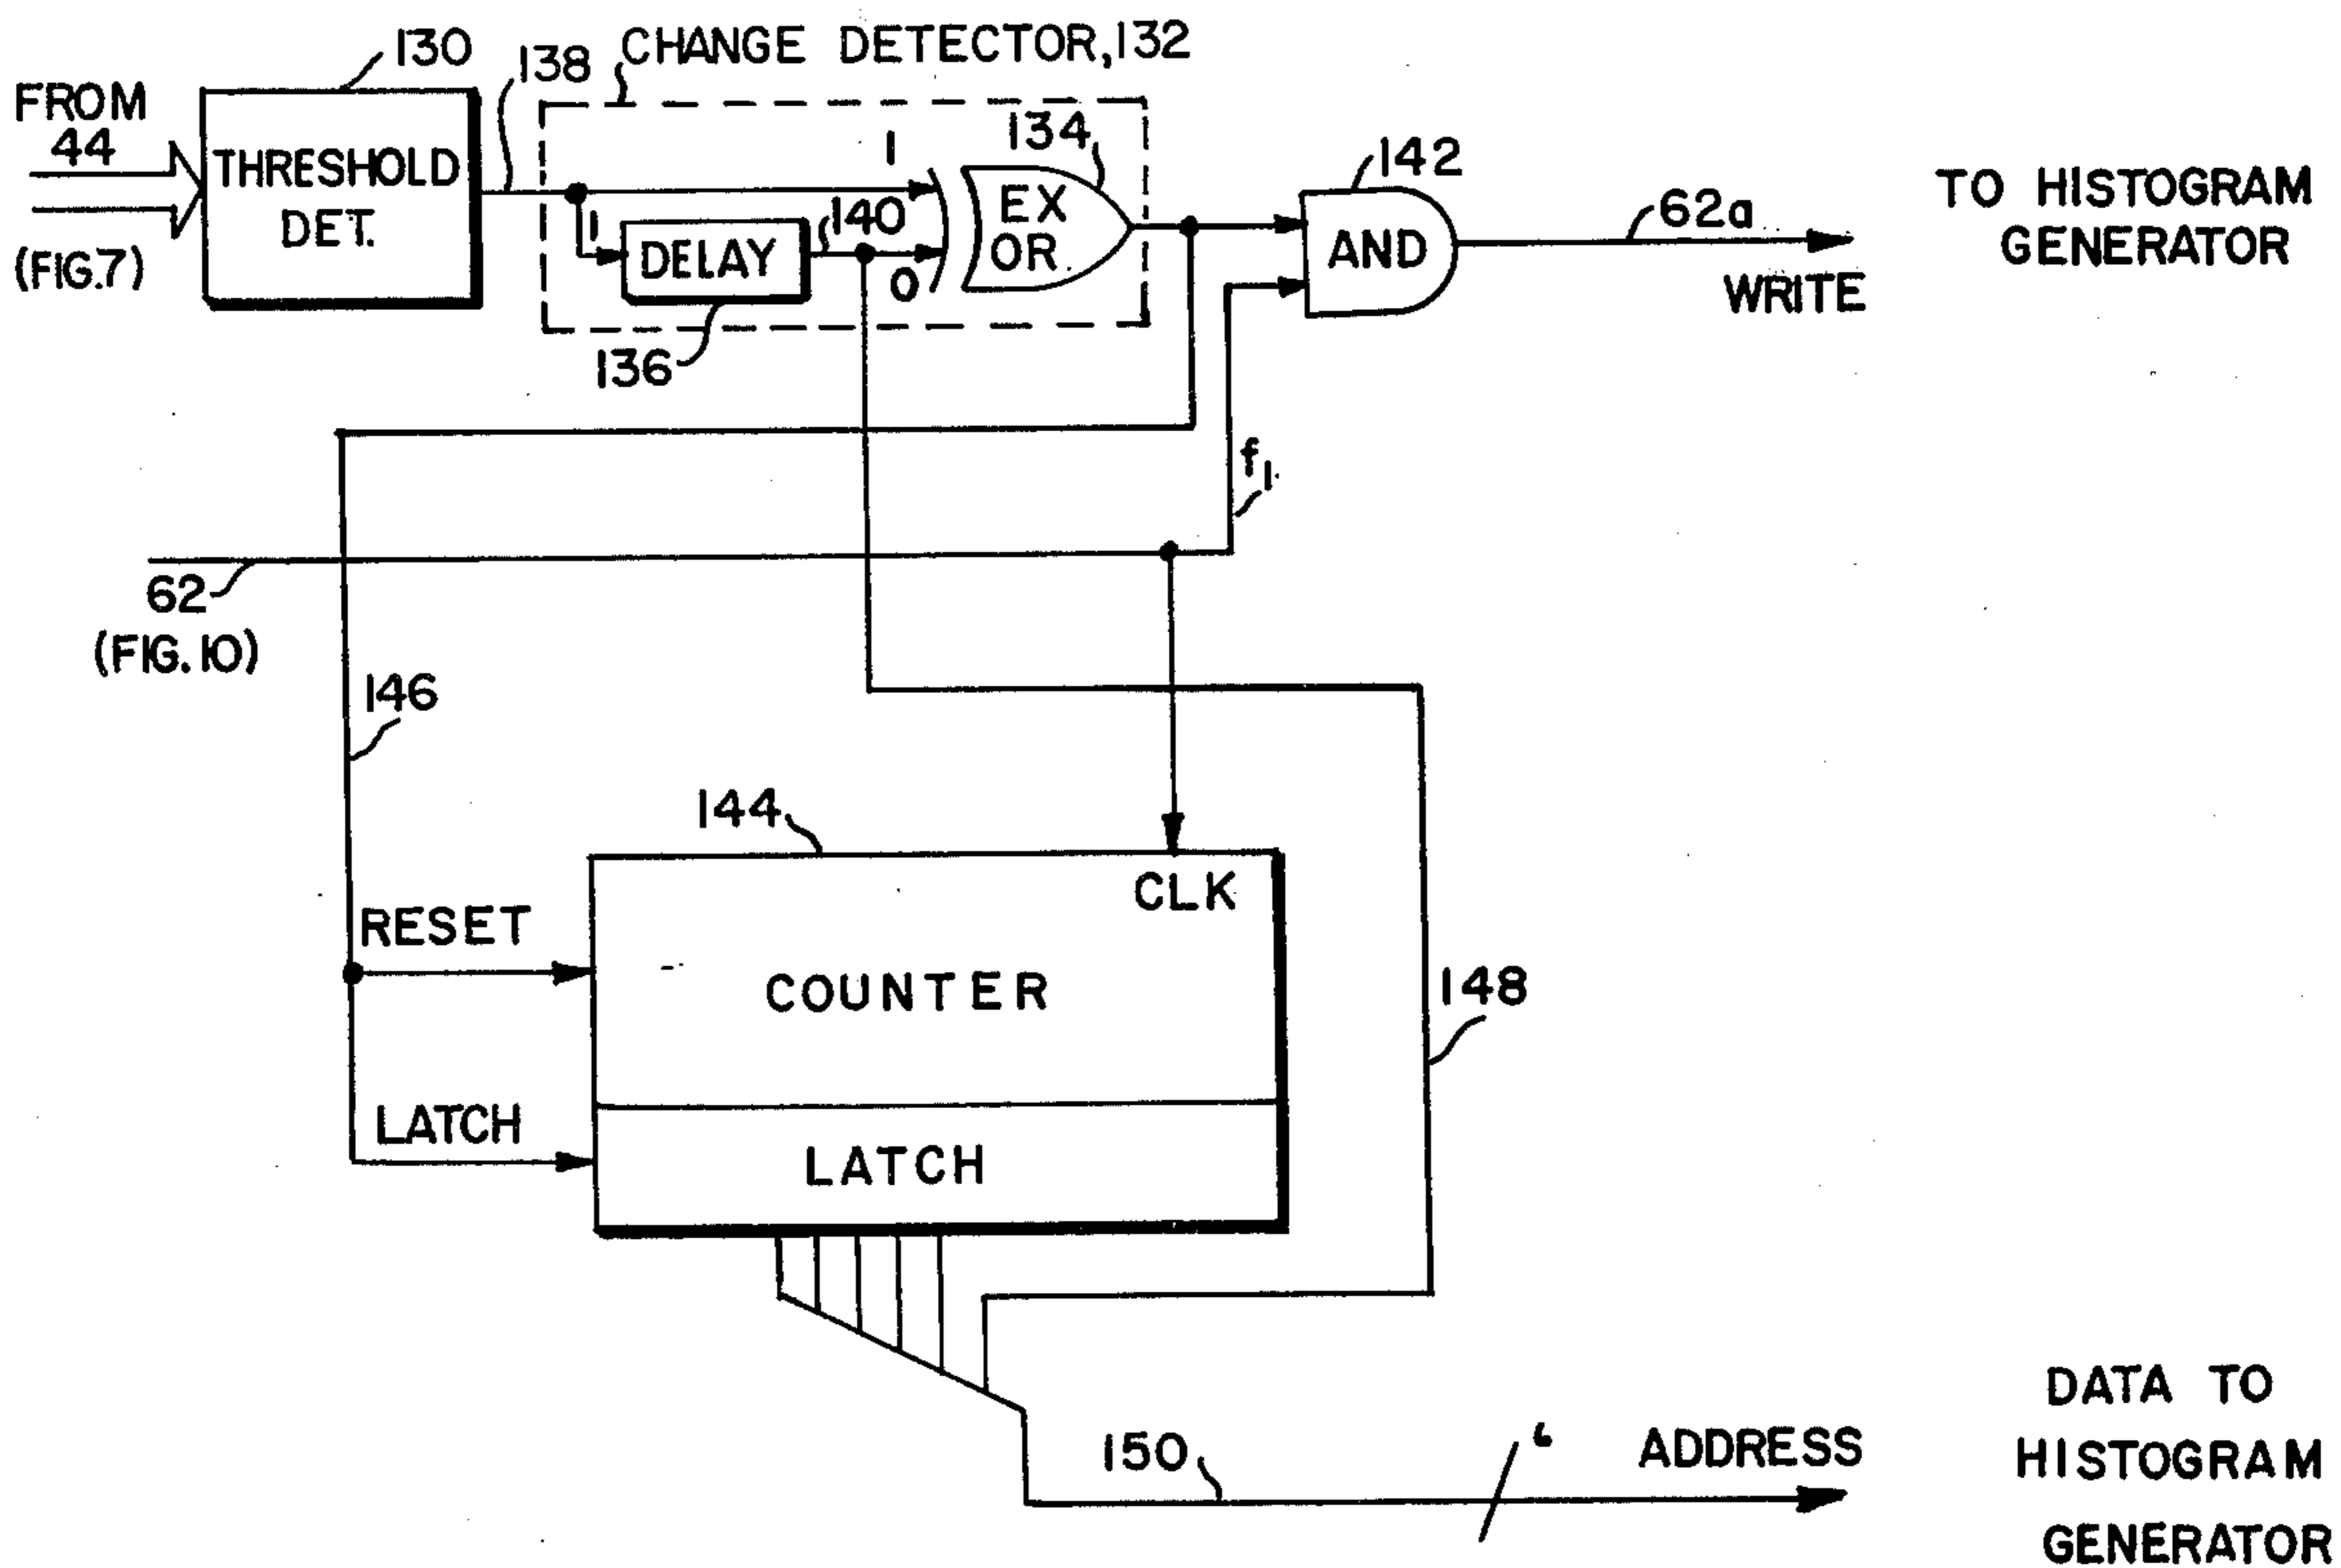 130
138
CHANGE DETECTOR, 132
FROM
44
(FIG.7)
THRESHOLD
DET.
1
134
1
DELAY
140
0
EX
OR
136
142
AND
62a
WRITE
TO HISTOGRAM
GENERATOR
f1
62
(FIG. 10)
146
144
CLK
RESET
COUNTER
148
LATCH
LATCH
150
6
ADDRESS
DATA TO
HISTOGRAM
GENERATOR